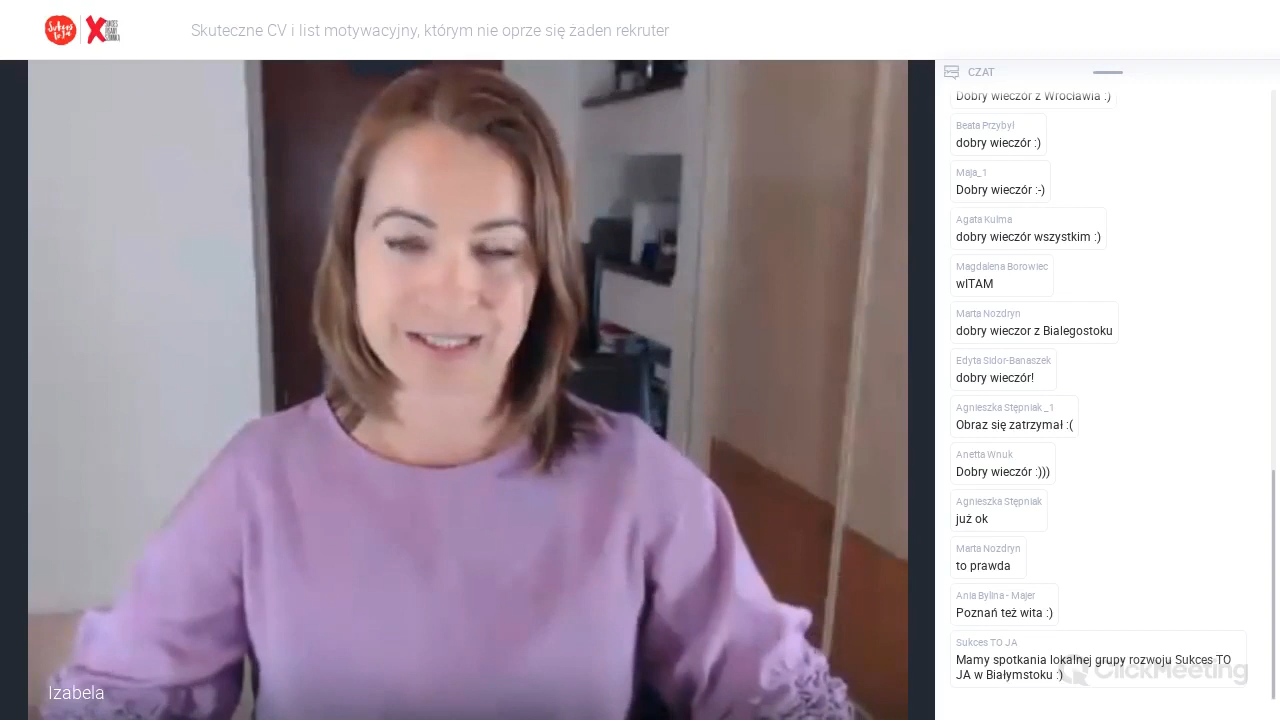 Sukces to Ja
Skuteczne CV i list motywacyjny, którym nie oprze się żaden rekruter
CZAT
Dobry wieczór z Wrocławia :)
Beata Przybył
dobry wieczór :)
Maja_1
Dobry wieczór :-)
Agata Kulma
dobry wieczór wszystkim :)
Magdalena Borowiec
wITAM
Marta Nozdryn
dobry wieczor z Bialegostoku
Edyta Sidor-Banaszek
dobry wieczór!
Agnieszka Stępniak _1
Obraz się zatrzymał :(
Anetta Wnuk
Dobry wieczór :)))
Agnieszka Stępniak
już ok
Marta Nozdryn
to prawda
Ania Bylina - Majer
Poznań też wita :)
Sukces TO JA
Mamy spotkania lokalnej grupy rozwoju Sukces TO
JA w Białymstoku :)
ClickMeeting
Izabela